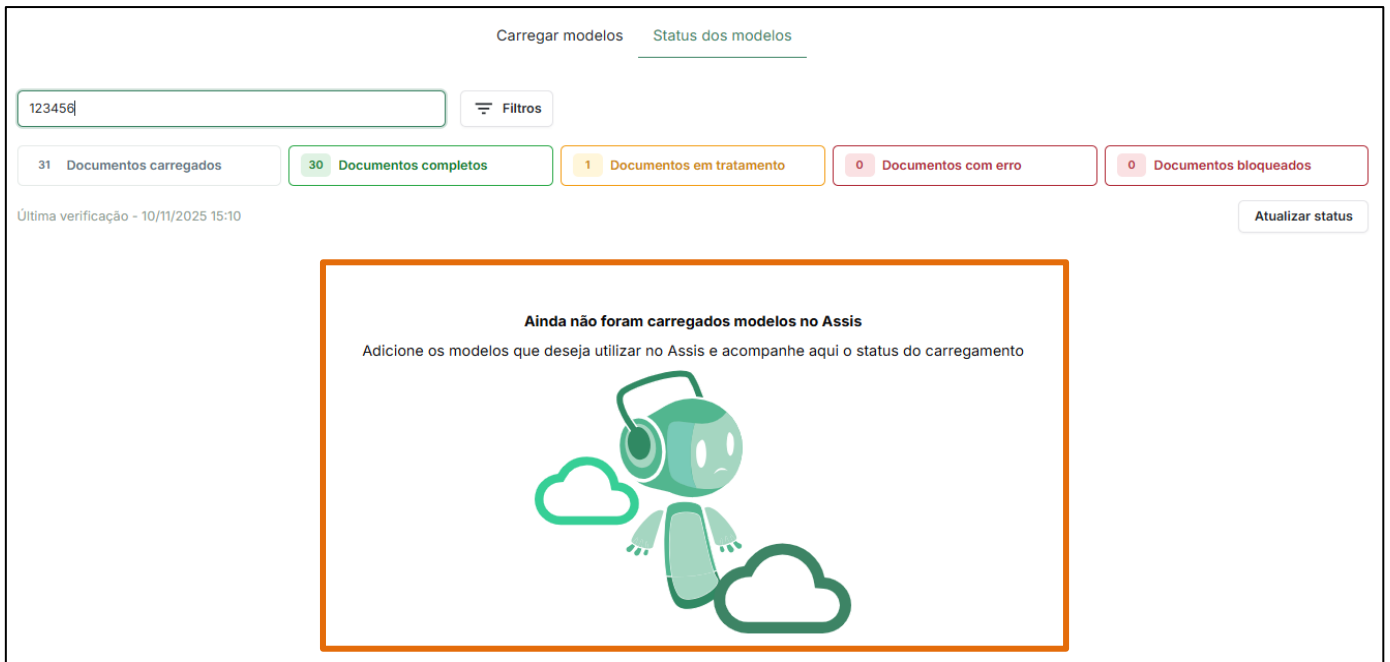 Carregar modelos Status dos modelos
123456 Filtros
31 Documentos carregados 30 Documentos completos 1 Documentos em tratamento 0 Documentos com erro 0 Documentos bloqueados
Última verificação - 10/11/2025 15:10 Atualizar status
Ainda não foram carregados modelos no Assis
Adicione os modelos que deseja utilizar no Assis e acompanhe aqui o status do carregamento